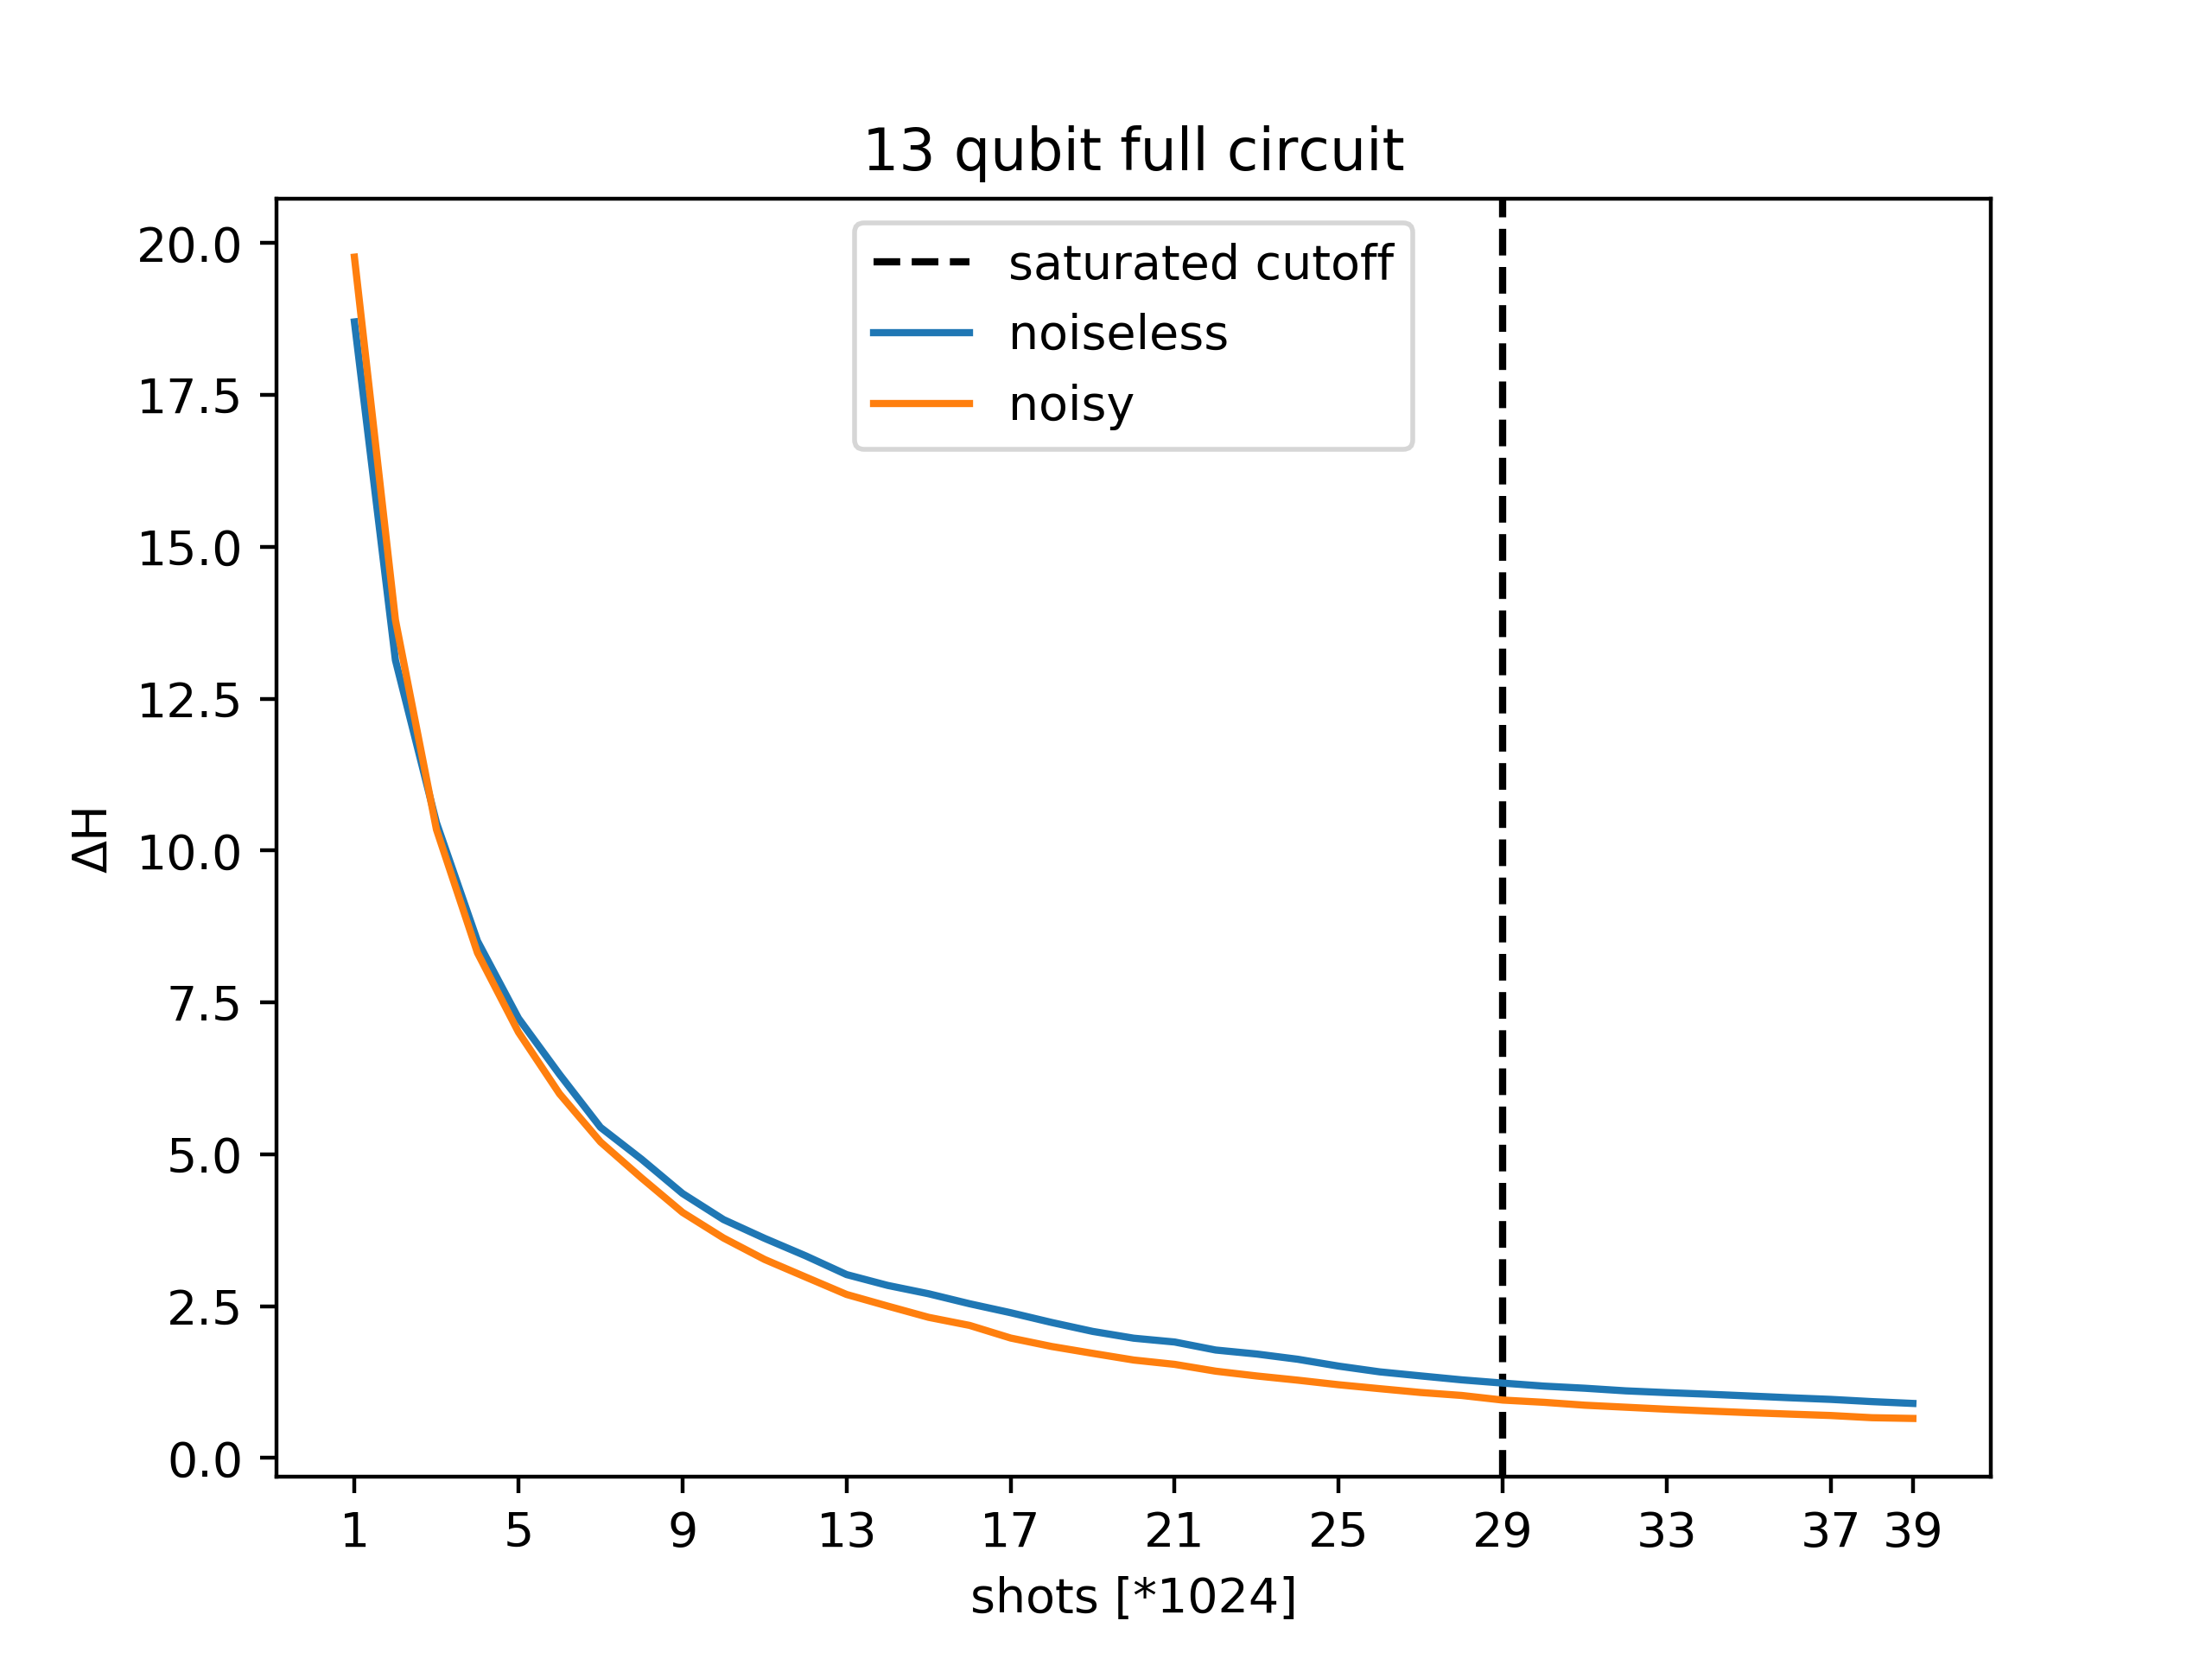 13 qubit full circuit
saturated cutoff
noiseless
noisy
20.0
17.5
15.0
12.5
10.0
7.5
5.0
2.5
0.0
ΔH
1 5 9 13 17 21 25 29 33 37 39
shots [*1024]